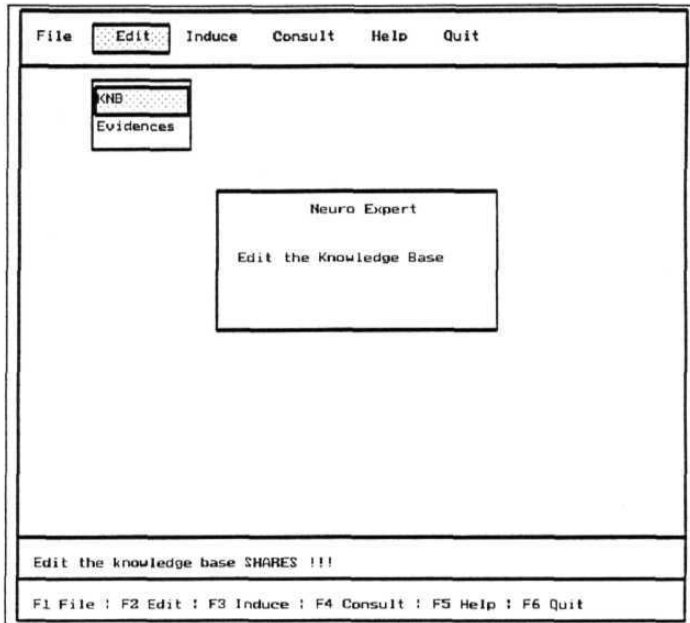 File Edit Induce Consult Help Quit
KNB
Evidences
Neuro Expert
Edit the Knowledge Base
Edit the knowledge base SHARES !!!
F1 File : F2 Edit : F3 Induce : F4 Consult : F5 Help : F6 Quit